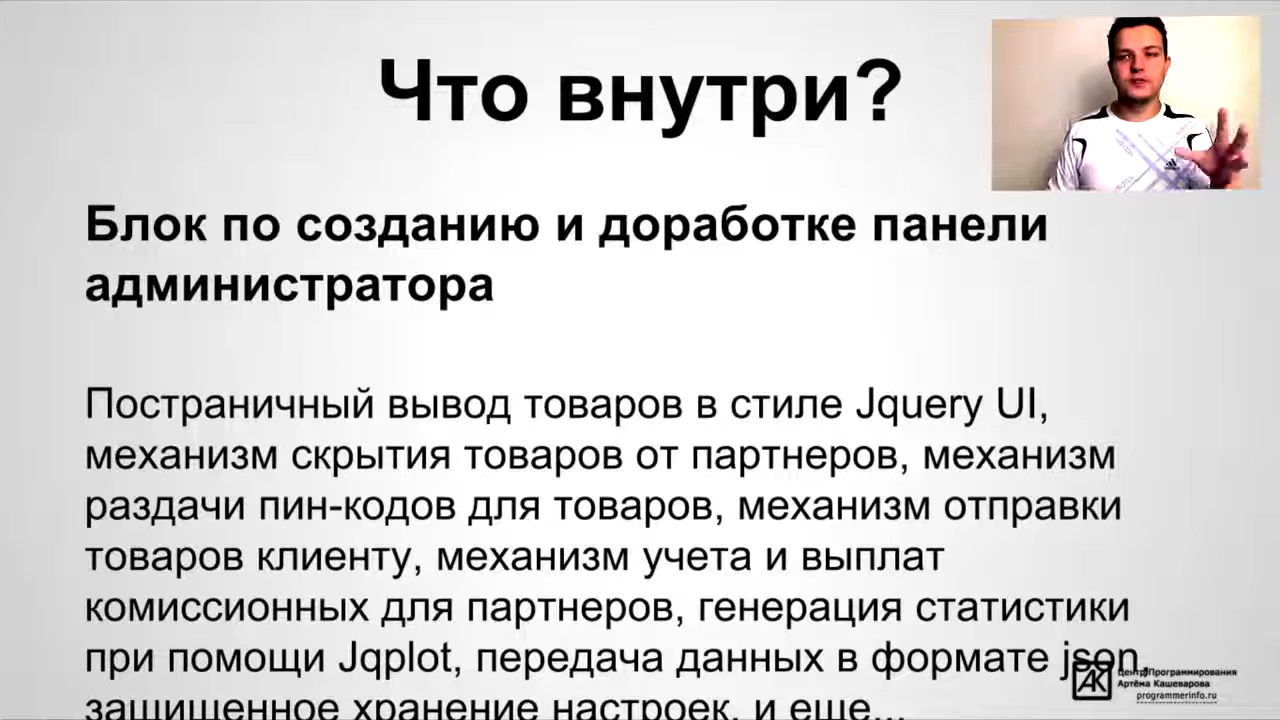 Что внутри?
Блок по созданию и доработке панели
администратора
Постраничный вывод товаров в стиле Jquery UI,
механизм скрытия товаров от партнеров, механизм
раздачи пин-кодов для товаров, механизм отправки
товаров клиенту, механизм учета и выплат
комиссионных для партнеров, генерация статистики
при помощи Jqplot, передача данных в формате json,
защищенное хранение настроек, и еще...
АК
Центр Программирования
Артёма Кашеварова
programmerinfo.ru